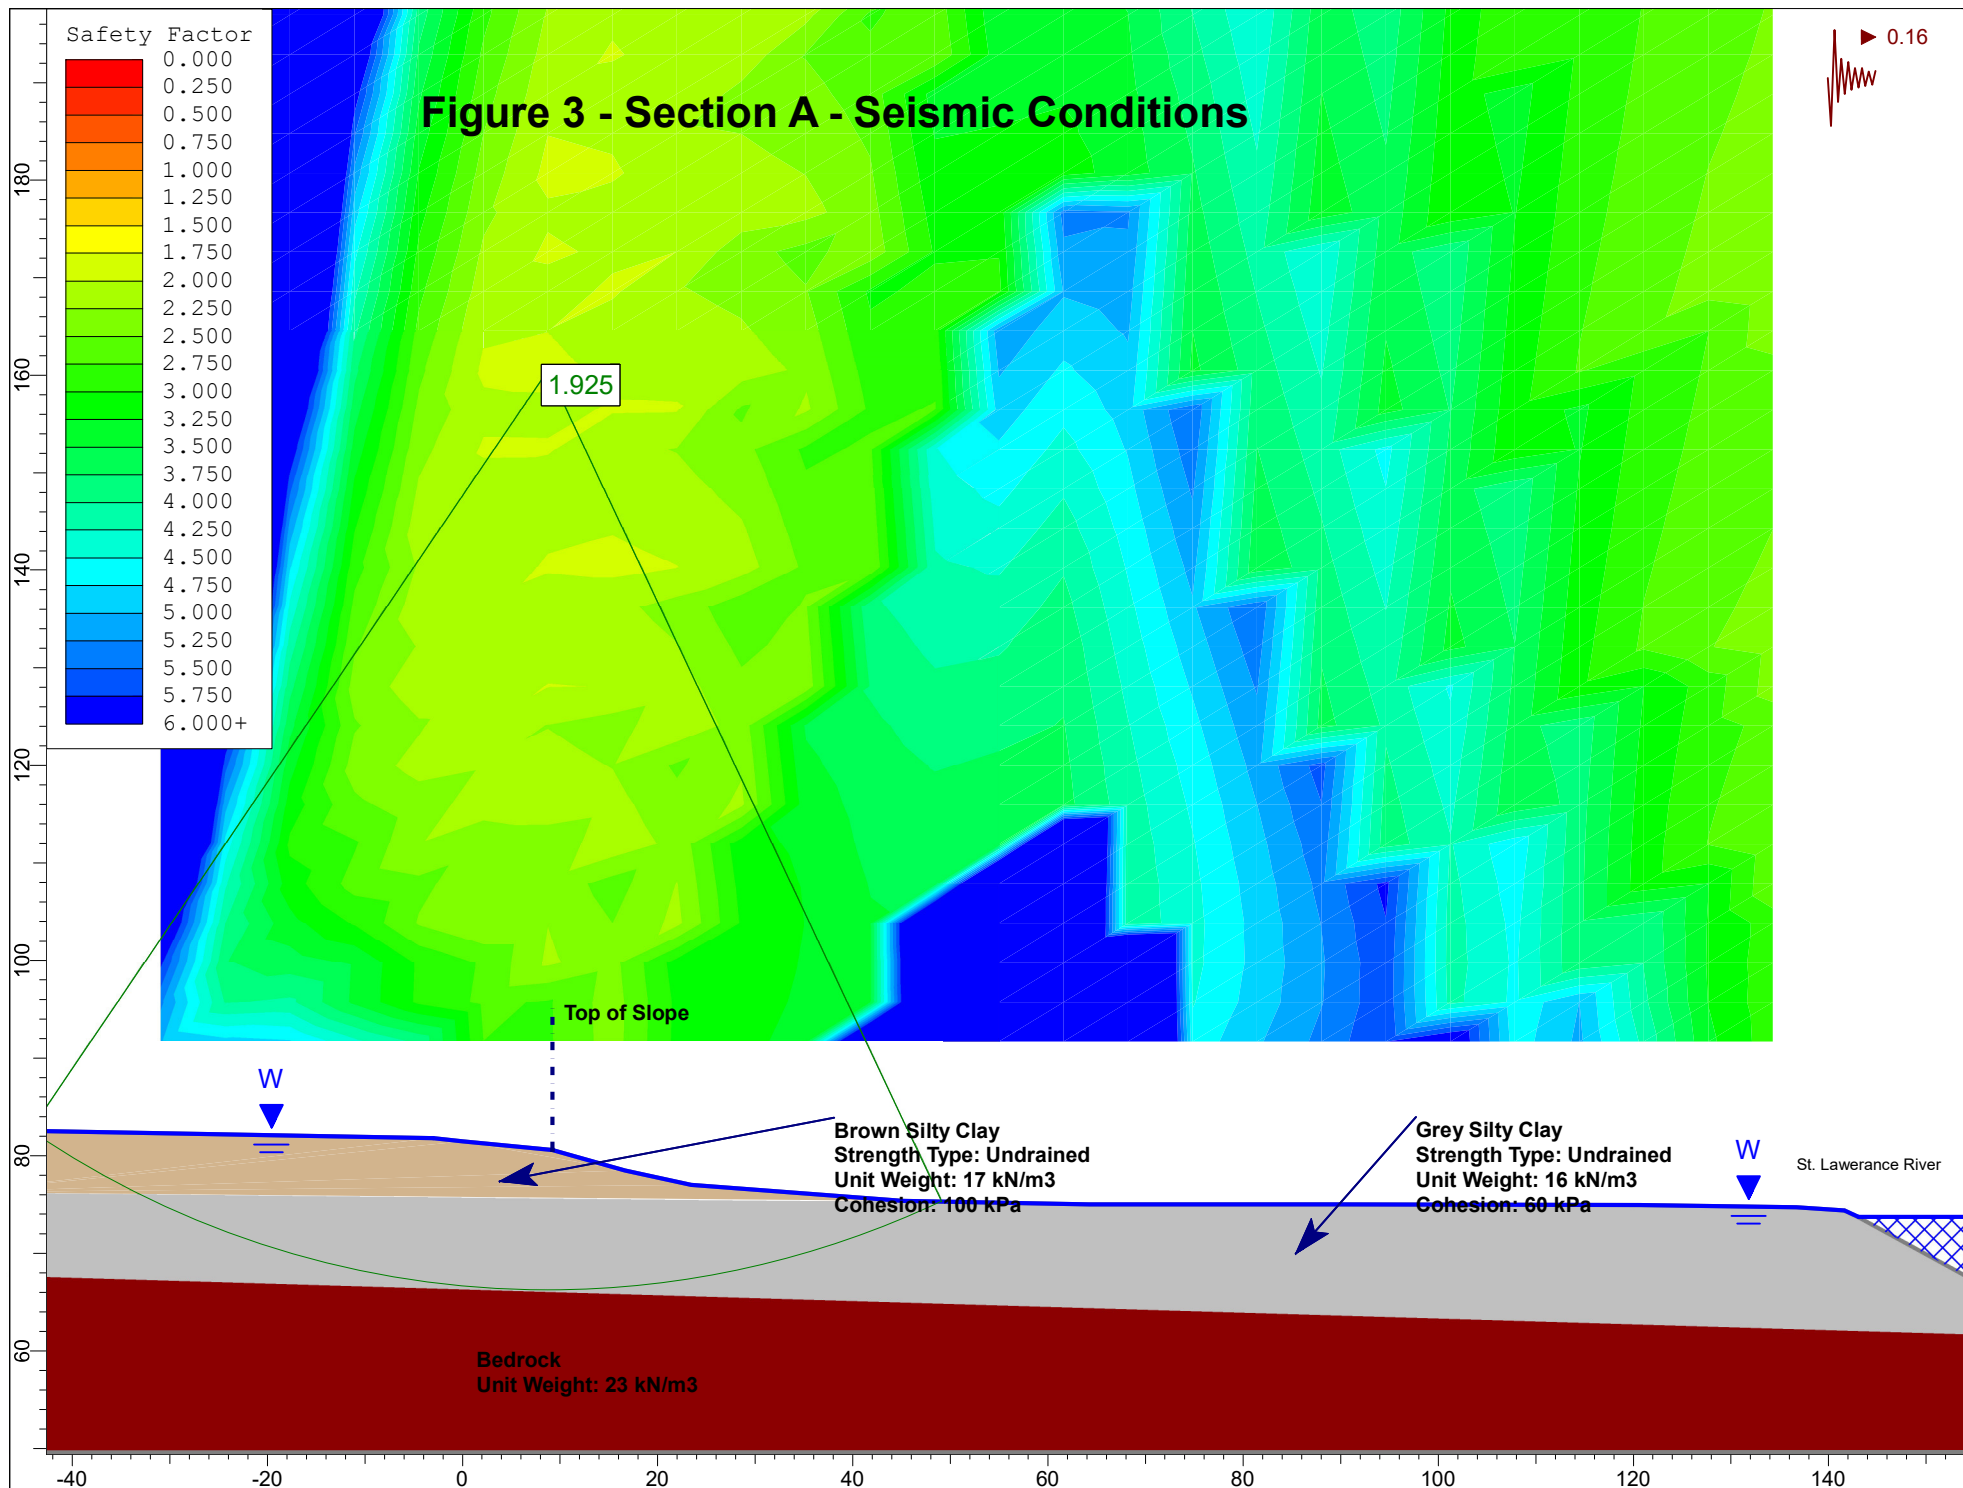 Safety Factor
0.000
0.250
0.500
0.750
1.000
1.250
1.500
1.750
2.000
2.250
2.500
2.750
3.000
3.250
3.500
3.750
4.000
4.250
4.500
4.750
5.000
5.250
5.500
5.750
6.000+
Figure 3 - Section A - Seismic Conditions
0.16
180
160
140
120
100
80
60
1.925
Top of Slope
W
Brown Silty Clay
Strength Type: Undrained
Unit Weight: 17 kN/m3
Cohesion: 100 kPa
Grey Silty Clay
Strength Type: Undrained
Unit Weight: 16 kN/m3
Cohesion: 60 kPa
W
St. Lawerance River
Bedrock
Unit Weight: 23 kN/m3
-40 -20 0 20 40 60 80 100 120 140